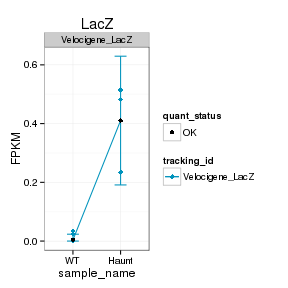 LacZ
Velocigene_LacZ
FPKM
0.6
0.4
0.2
0.0
WT Haunt
sample_name
quant_status
OK
tracking_id
Velocigene_LacZ